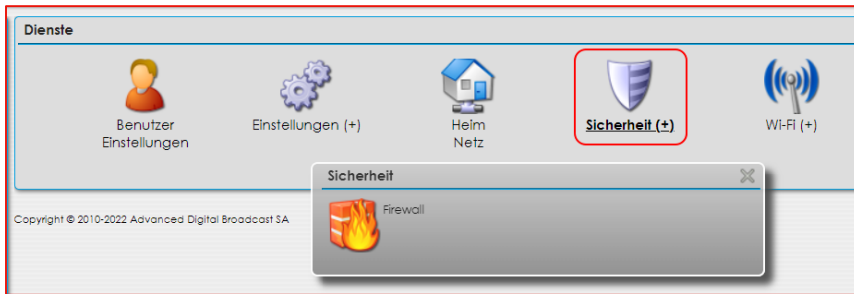 Dienste
Benutzer
Einstellungen
Einstellungen (+)
Heim
Netz
Sicherheit (+)
Wi-Fi (+)
Sicherheit
Firewall
Copyright © 2010-2022 Advanced Digital Broadcast SA